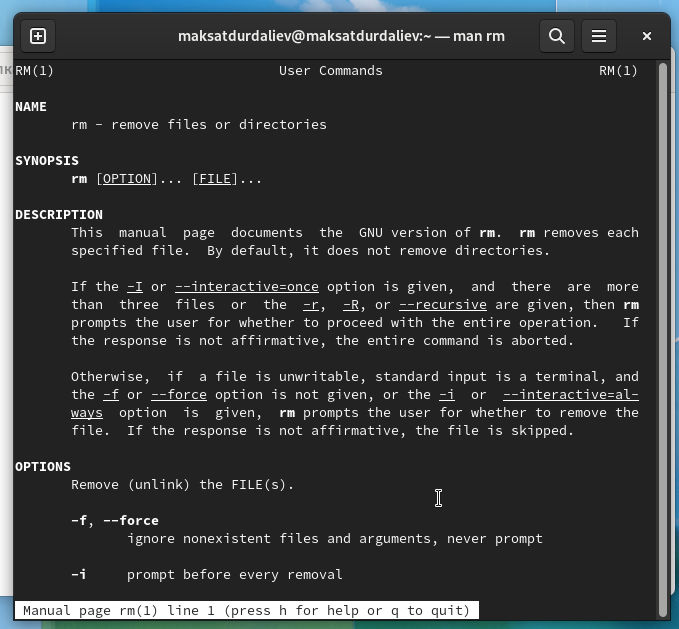 maksatdurdaliev@maksatdurdaliev:~ — man rm
RM(1) User Commands RM(1)
NAME
rm - remove files or directories
SYNOPSIS
rm [OPTION]... [FILE]...
DESCRIPTION
This manual page documents the GNU version of rm. rm removes each
specified file. By default, it does not remove directories.
If the -I or --interactive=once option is given, and there are more
than three files or the -r, -R, or --recursive are given, then rm
prompts the user for whether to proceed with the entire operation. If
the response is not affirmative, the entire command is aborted.
Otherwise, if a file is unwritable, standard input is a terminal, and
the -f or --force option is not given, or the -i or --interactive=al-
ways option is given, rm prompts the user for whether to remove the
file. If the response is not affirmative, the file is skipped.
OPTIONS
Remove (unlink) the FILE(s).
-f, --force
ignore nonexistent files and arguments, never prompt
-i prompt before every removal
Manual page rm(1) line 1 (press h for help or q to quit)